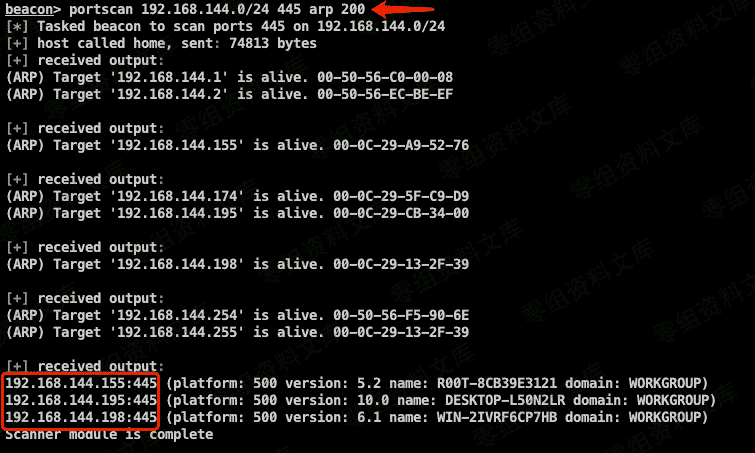 beacon> portscan 192.168.144.0/24 445 arp 200
[*] Tasked beacon to scan ports 445 on 192.168.144.0/24
[+] host called home, sent: 74813 bytes
[+] received output:
(ARP) Target '192.168.144.1' is alive. 00-50-56-C0-00-08
(ARP) Target '192.168.144.2' is alive. 00-50-56-EC-BE-EF
[+] received output:
(ARP) Target '192.168.144.155' is alive. 00-0C-29-A9-52-76
[+] received output:
(ARP) Target '192.168.144.174' is alive. 00-0C-29-5F-C9-D9
(ARP) Target '192.168.144.195' is alive. 00-0C-29-CB-34-00
[+] received output:
(ARP) Target '192.168.144.198' is alive. 00-0C-29-13-2F-39
[+] received output:
(ARP) Target '192.168.144.254' is alive. 00-50-56-F5-90-6E
(ARP) Target '192.168.144.255' is alive. 00-0C-29-13-2F-39
[+] received output:
192.168.144.155:445 (platform: 500 version: 5.2 name: R00T-8CB39E3121 domain: WORKGROUP)
192.168.144.195:445 (platform: 500 version: 10.0 name: DESKTOP-L50N2LR domain: WORKGROUP)
192.168.144.198:445 (platform: 500 version: 6.1 name: WIN-2IVRF6CP7HB domain: WORKGROUP)
Scanner module is complete
零组资料文库